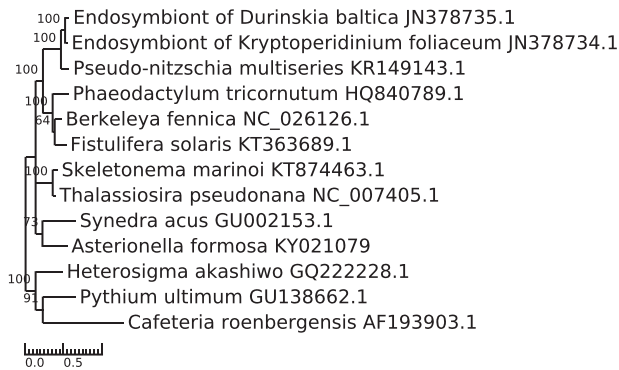 100
Endosymbiont of Durinskia baltica JN378735.1
100
Endosymbiont of Kryptoperidinium foliaceum JN378734.1
100
Pseudo-nitzschia multiseries KR149143.1
100
Phaeodactylum tricornutum HQ840789.1
64
Berkeleya fennica NC_026126.1
Fistulifera solaris KT363689.1
100
Skeletonema marinoi KT874463.1
Thalassiosira pseudonana NC_007405.1
73
Synedra acus GU002153.1
Asterionella formosa KY021079
100
Heterosigma akashiwo GQ222228.1
91
Pythium ultimum GU138662.1
Cafeteria roenbergensis AF193903.1
0.0 0.5